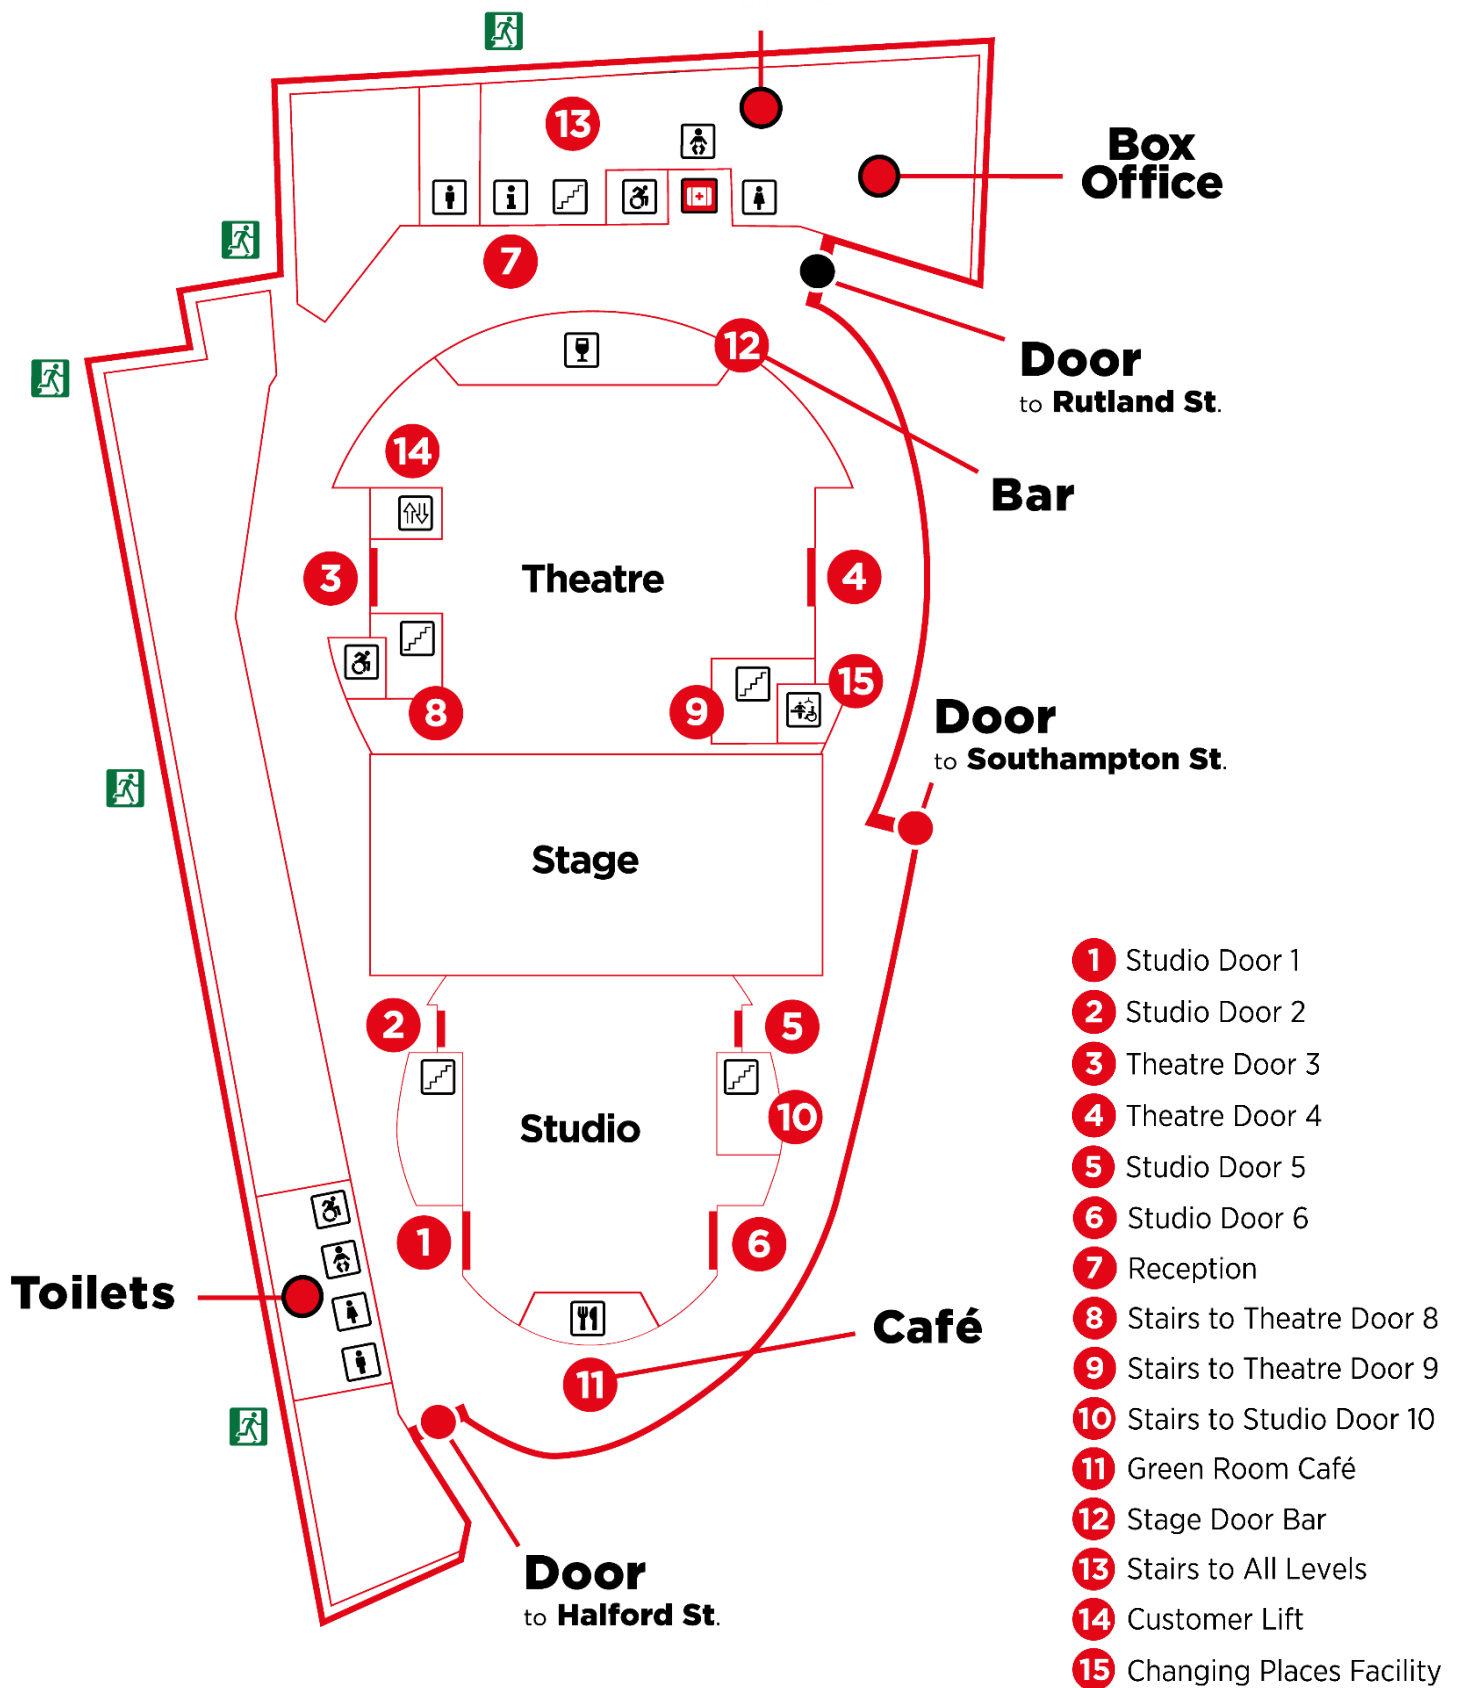 13
Box
Office
7
12
Door
to Rutland St.
14
Bar
3
Theatre
4
15
8
9
Door
to Southampton St.
Stage
2
5
10
Studio
1
6
Toilets
Café
11
Door
to Halford St.
1 Studio Door 1
2 Studio Door 2
3 Theatre Door 3
4 Theatre Door 4
5 Studio Door 5
6 Studio Door 6
7 Reception
8 Stairs to Theatre Door 8
9 Stairs to Theatre Door 9
10 Stairs to Studio Door 10
11 Green Room Café
12 Stage Door Bar
13 Stairs to All Levels
14 Customer Lift
15 Changing Places Facility